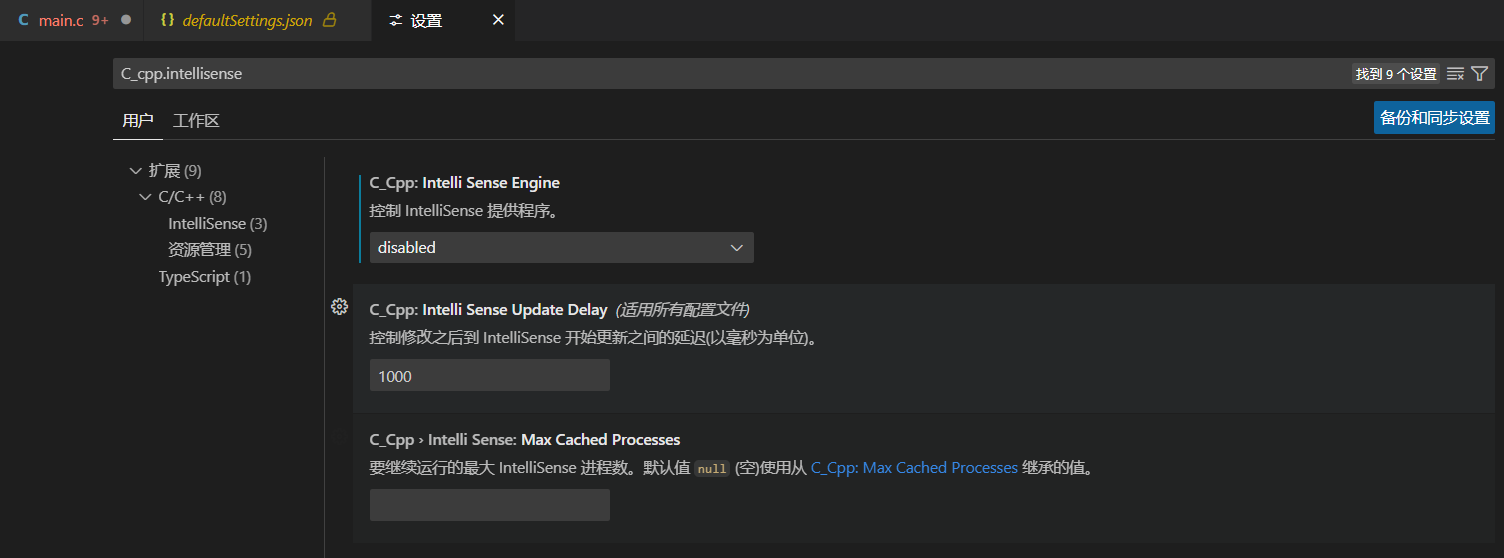 C main.c 9+ ● {} defaultSettings.json 设置 ×
C_cpp.intellisense 找到 9 个设置
用户 工作区 备份和同步设置
扩展 (9)
C/C++ (8)
IntelliSense (3)
资源管理 (5)
TypeScript (1)
C_Cpp: Intelli Sense Engine
控制 IntelliSense 提供程序。
disabled
C_Cpp: Intelli Sense Update Delay (适用所有配置文件)
控制修改之后到 IntelliSense 开始更新之间的延迟(以毫秒为单位)。
1000
C_Cpp › Intelli Sense: Max Cached Processes
要继续运行的最大 IntelliSense 进程数。默认值 null (空)使用从 C_Cpp: Max Cached Processes 继承的值。